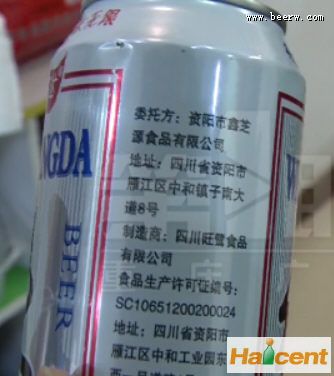 www.beerw.com
委托方：资阳市鑫芝
源食品有限公司
地址：四川省资阳市
雁江区中和镇子南大
道8号
制造商：四川旺鹭食品
有限公司
食品生产许可证编号：
SC10651200200024
地址：四川省资阳市
雁江区中和工业园东
NGDA
BEER
Haicent